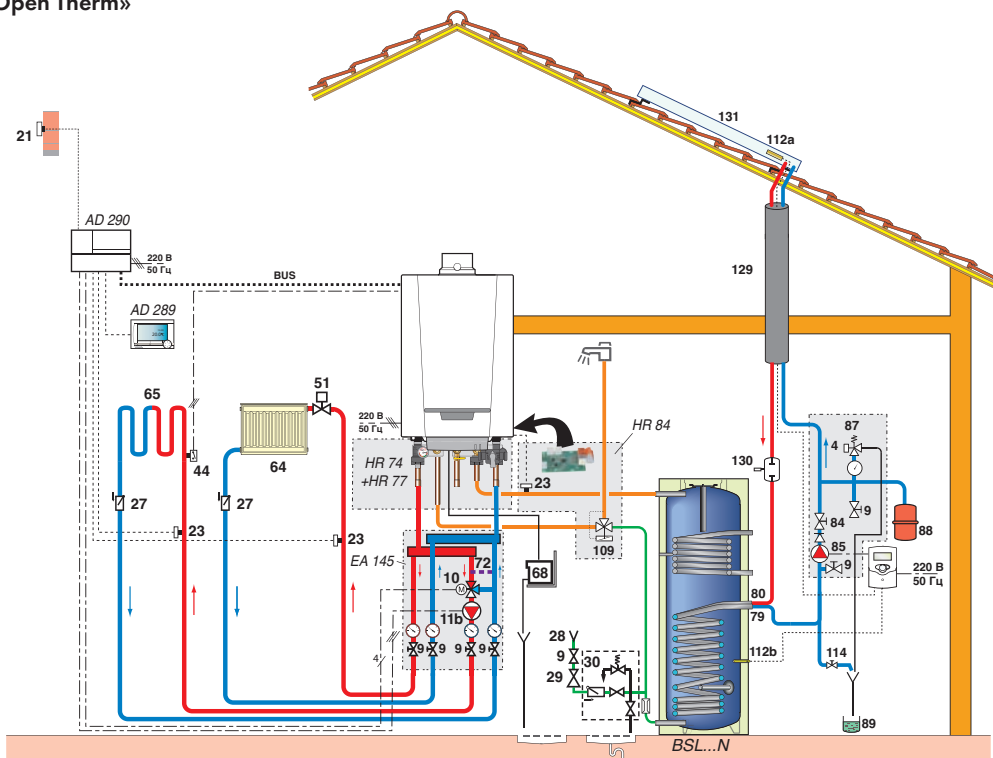 Open Therm»
131
112a
21
AD 290
220 В
50 Гц
129
BUS
AD 289
65
51
87
4
220 В
50 Гц
HR 84
64
44
HR 74
+HR 77
130
27
27
23
9
84
88
23
23
109
85
9
EA 145
72
10
M
68
220 В
50 Гц
80
79
11b
28
9
30
112b
4
9
9
9
9
29
114
89
BSL...N